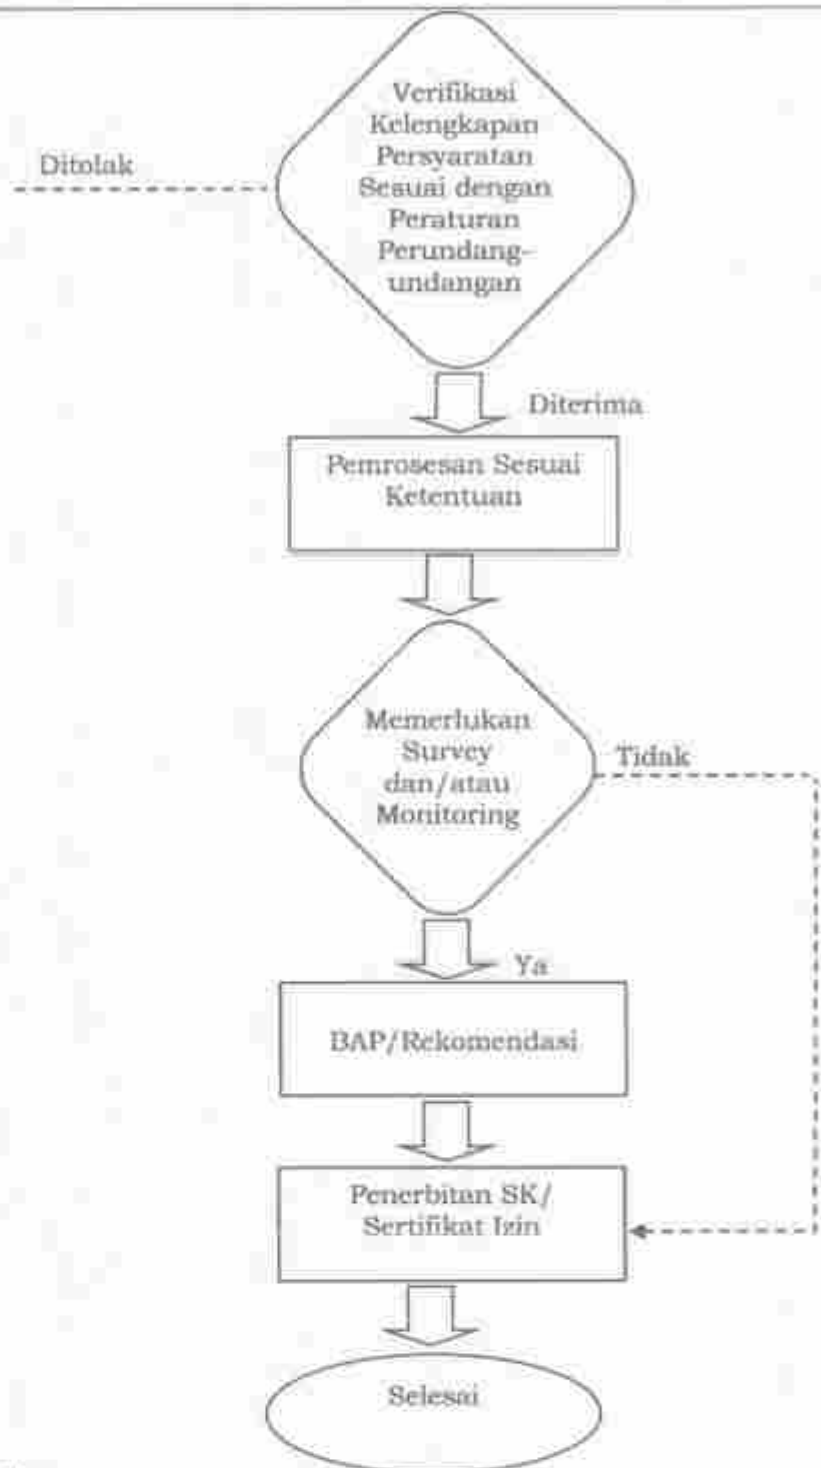 Verifikasi
Kelengkapan
Persyaratan
Sesuai dengan
Peraturan
Perundang-
undangan
Ditolak
Diterima
Pemrosesan Sesuai
Ketentuan
Memerlukan
Survey
dan/atau
Monitoring
Tidak
Ya
BAP/Rekomendasi
Penerbitan SK/
Sertifikat Izin
Selesai